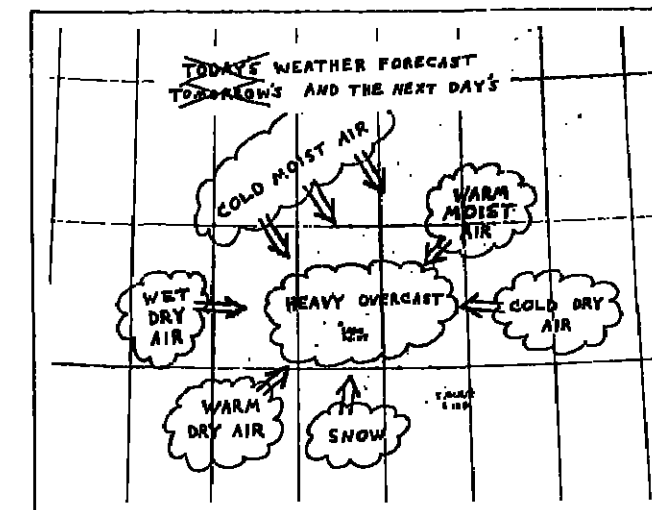 TODAY'S WEATHER FORECAST
TOMORROW'S AND THE NEXT DAY'S
COLD MOIST AIR
WARM
MOIST
AIR
WET
DRY
AIR
HEAVY OVERCAST
COLD DRY
AIR
WARM
DRY AIR
SNOW